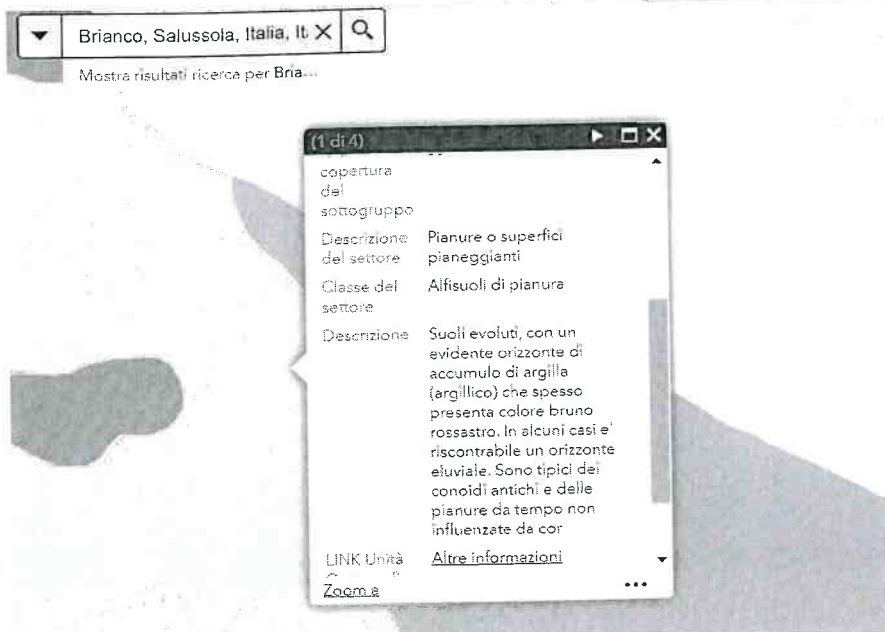 Brianco, Salussola, Italia, It
Mostra risultati ricerca per Bria...
(1 di 4)
copertura
del
sottogruppo
Descrizione del settore Pianure o superfici pianeggianti
Classe del settore Alfisuoli di pianura
Descrizione Suoli evoluti, con un
evidente orizzonte di
accumulo di argilla
(argillico) che spesso
presenta colore bruno
rossastro. In alcuni casi e'
riscontrabile un orizzonte
eluviale. Sono tipici dei
conoidi antichi e delle
pianure da tempo non
influenzate da cor
LINK Unità Altre informazioni
Zoom a
...